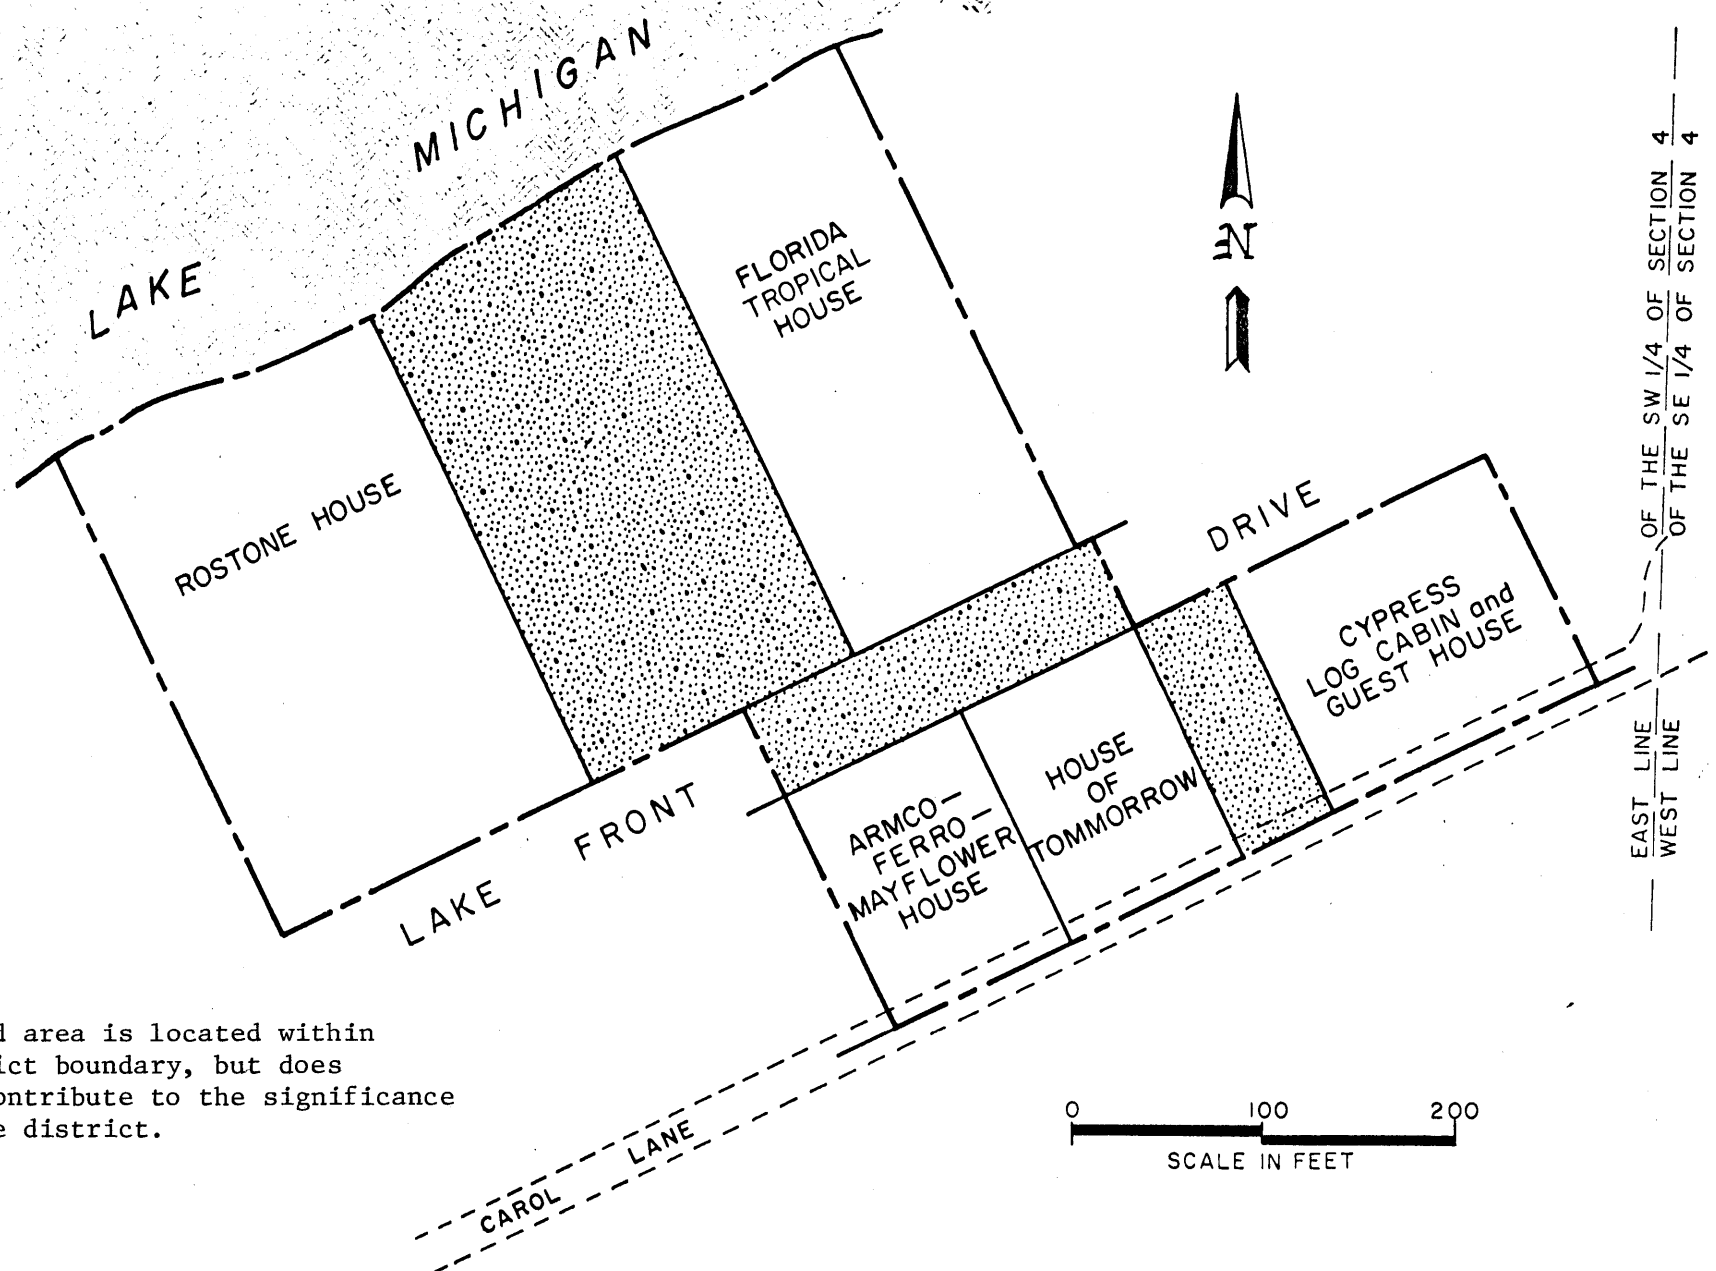 LAKE
MICHIGAN
N
FLORIDA
TROPICAL
HOUSE
ROSTONE HOUSE
LAKE FRONT DRIVE
CYPRESS
LOG CABIN and
GUEST HOUSE
HOUSE
OF
TOMMORROW
ARMCO—
FERRO—
MAYFLOWER
HOUSE
EAST LINE OF THE SW 1/4 OF SECTION 4
WEST LINE OF THE SE 1/4 OF SECTION 4
area is located within
boundary, but does
to the significance
district.
CAROL LANE
0 100 200
SCALE IN FEET